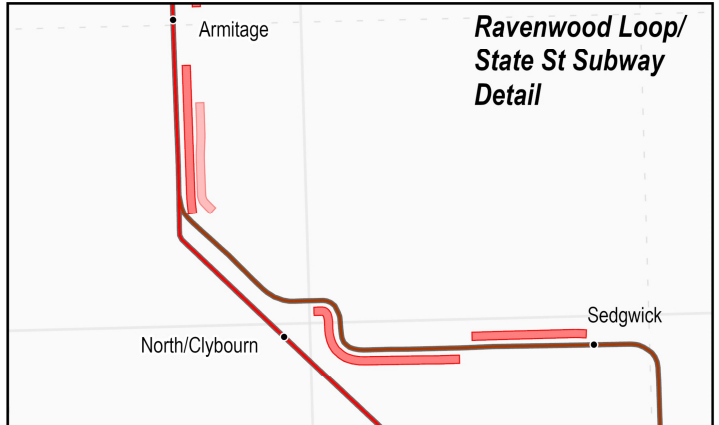 Ravenwood Loop/
State St Subway
Detail
Armitage
Sedgwick
North/Clybourn